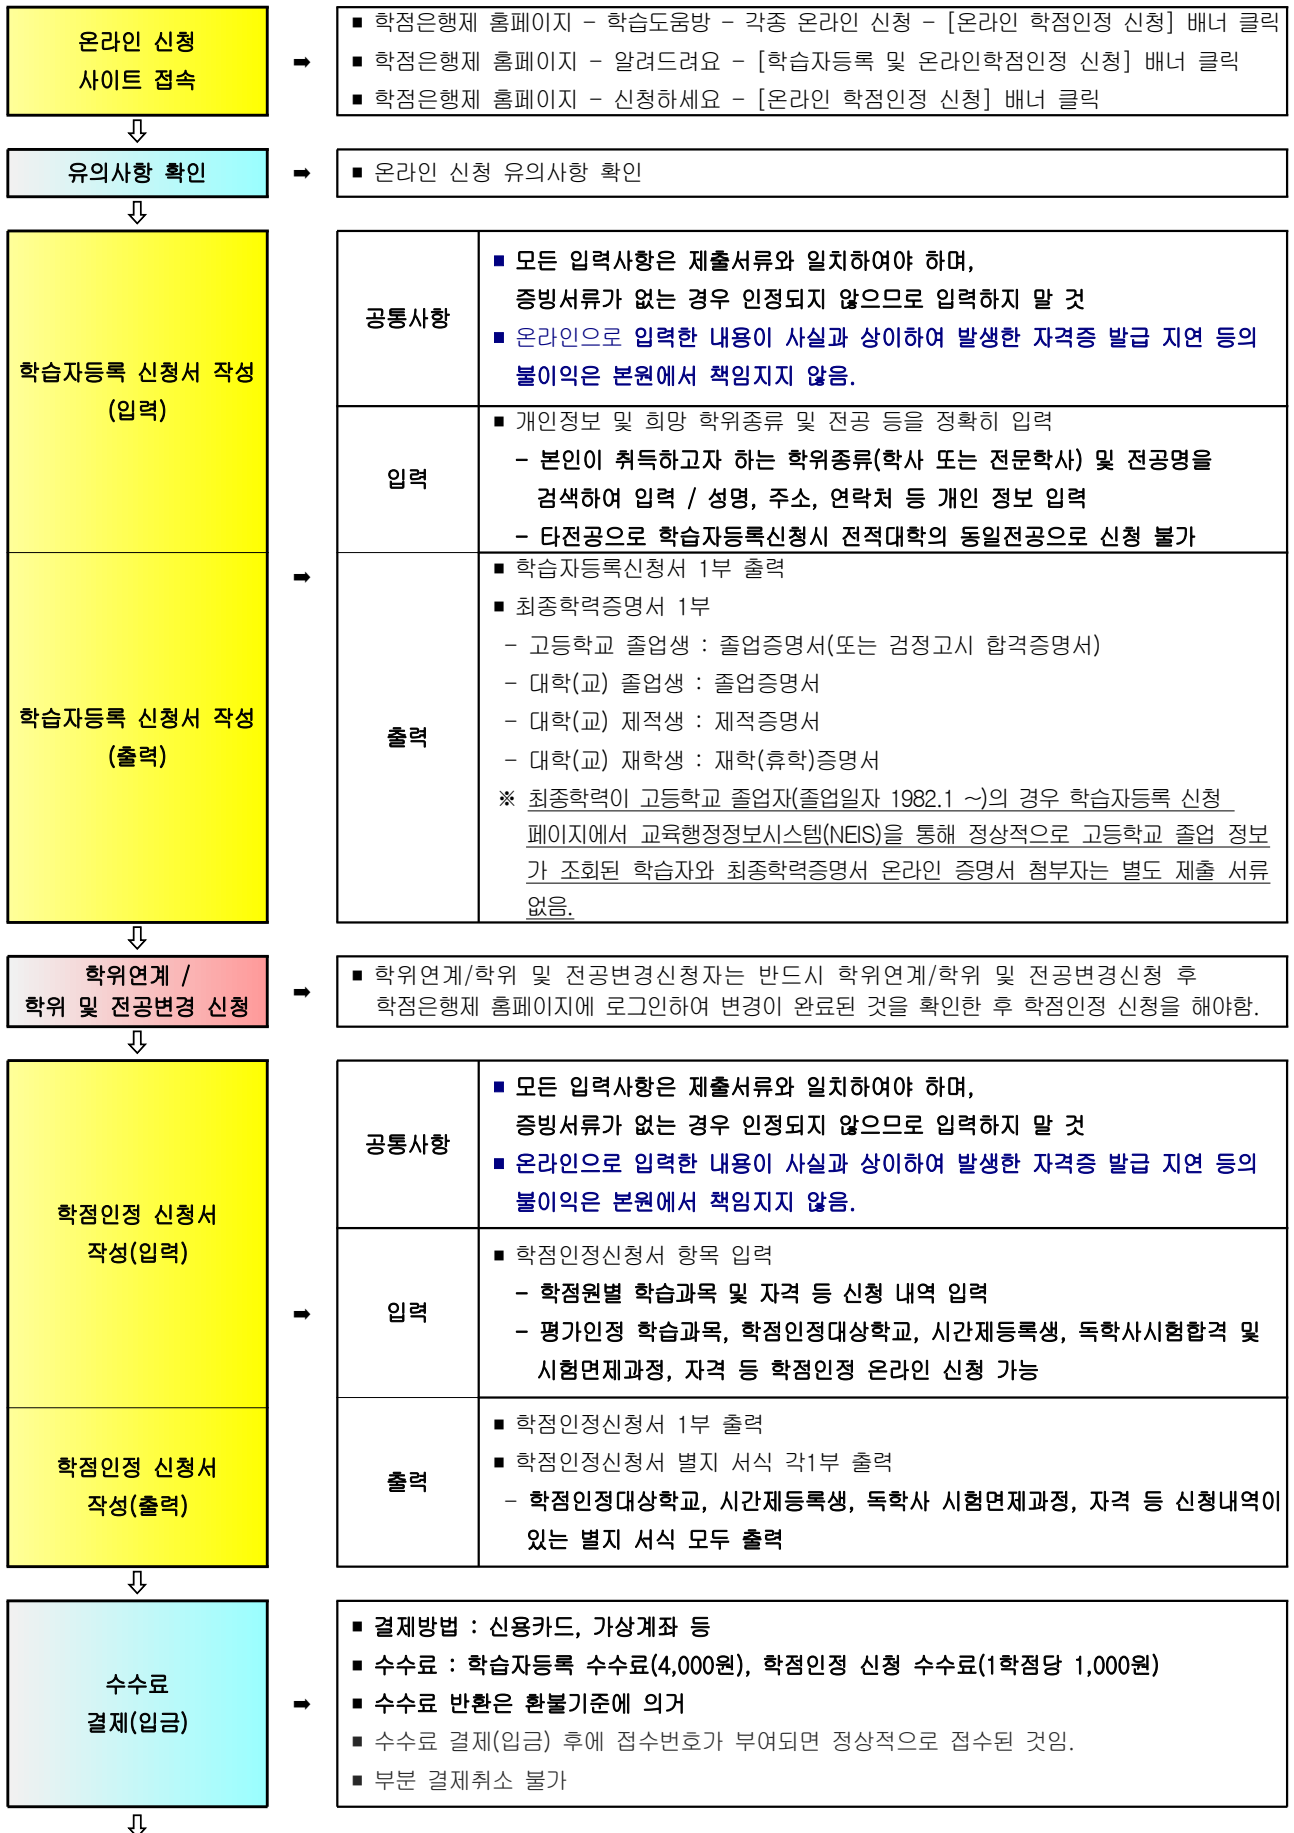 온라인 신청
사이트 접속
➡
■ 학점은행제 홈페이지 – 학습도움방 – 각종 온라인 신청 – [온라인 학점인정 신청] 배너 클릭
■ 학점은행제 홈페이지 – 알려드려요 – [학습자등록 및 온라인학점인정 신청] 배너 클릭
■ 학점은행제 홈페이지 – 신청하세요 – [온라인 학점인정 신청] 배너 클릭
⇩
유의사항 확인
➡
■ 온라인 신청 유의사항 확인
⇩
학습자등록 신청서 작성
(입력)
공통사항
■ 모든 입력사항은 제출서류와 일치하여야 하며,
증빙서류가 없는 경우 인정되지 않으므로 입력하지 말 것
■ 온라인으로 입력한 내용이 사실과 상이하여 발생한 자격증 발급 지연 등의
불이익은 본원에서 책임지지 않음.
입력
■ 개인정보 및 희망 학위종류 및 전공 등을 정확히 입력
– 본인이 취득하고자 하는 학위종류(학사 또는 전문학사) 및 전공명을
검색하여 입력 / 성명, 주소, 연락처 등 개인 정보 입력
– 타전공으로 학습자등록신청시 전적대학의 동일전공으로 신청 불가
➡
학습자등록 신청서 작성
(출력)
출력
■ 학습자등록신청서 1부 출력
■ 최종학력증명서 1부
– 고등학교 졸업생 : 졸업증명서(또는 검정고시 합격증명서)
– 대학(교) 졸업생 : 졸업증명서
– 대학(교) 제적생 : 제적증명서
– 대학(교) 재학생 : 재학(휴학)증명서
※ 최종학력이 고등학교 졸업자(졸업일자 1982.1 ~)의 경우 학습자등록 신청
페이지에서 교육행정정보시스템(NEIS)을 통해 정상적으로 고등학교 졸업 정보
가 조회된 학습자와 최종학력증명서 온라인 증명서 첨부자는 별도 제출 서류
없음.
⇩
학위연계 /
학위 및 전공변경 신청
➡
■ 학위연계/학위 및 전공변경신청자는 반드시 학위연계/학위 및 전공변경신청 후
학점은행제 홈페이지에 로그인하여 변경이 완료된 것을 확인한 후 학점인정 신청을 해야함.
⇩
학점인정 신청서
작성(입력)
공통사항
■ 모든 입력사항은 제출서류와 일치하여야 하며,
증빙서류가 없는 경우 인정되지 않으므로 입력하지 말 것
■ 온라인으로 입력한 내용이 사실과 상이하여 발생한 자격증 발급 지연 등의
불이익은 본원에서 책임지지 않음.
➡
입력
■ 학점인정신청서 항목 입력
– 학점원별 학습과목 및 자격 등 신청 내역 입력
– 평가인정 학습과목, 학점인정대상학교, 시간제등록생, 독학사시험합격 및
시험면제과정, 자격 등 학점인정 온라인 신청 가능
학점인정 신청서
작성(출력)
출력
■ 학점인정신청서 1부 출력
■ 학점인정신청서 별지 서식 각1부 출력
– 학점인정대상학교, 시간제등록생, 독학사 시험면제과정, 자격 등 신청내역이
있는 별지 서식 모두 출력
⇩
수수료
결제(입금)
➡
■ 결제방법 : 신용카드, 가상계좌 등
■ 수수료 : 학습자등록 수수료(4,000원), 학점인정 신청 수수료(1학점당 1,000원)
■ 수수료 반환은 환불기준에 의거
■ 수수료 결제(입금) 후에 접수번호가 부여되면 정상적으로 접수된 것임.
■ 부분 결제취소 불가
⇩